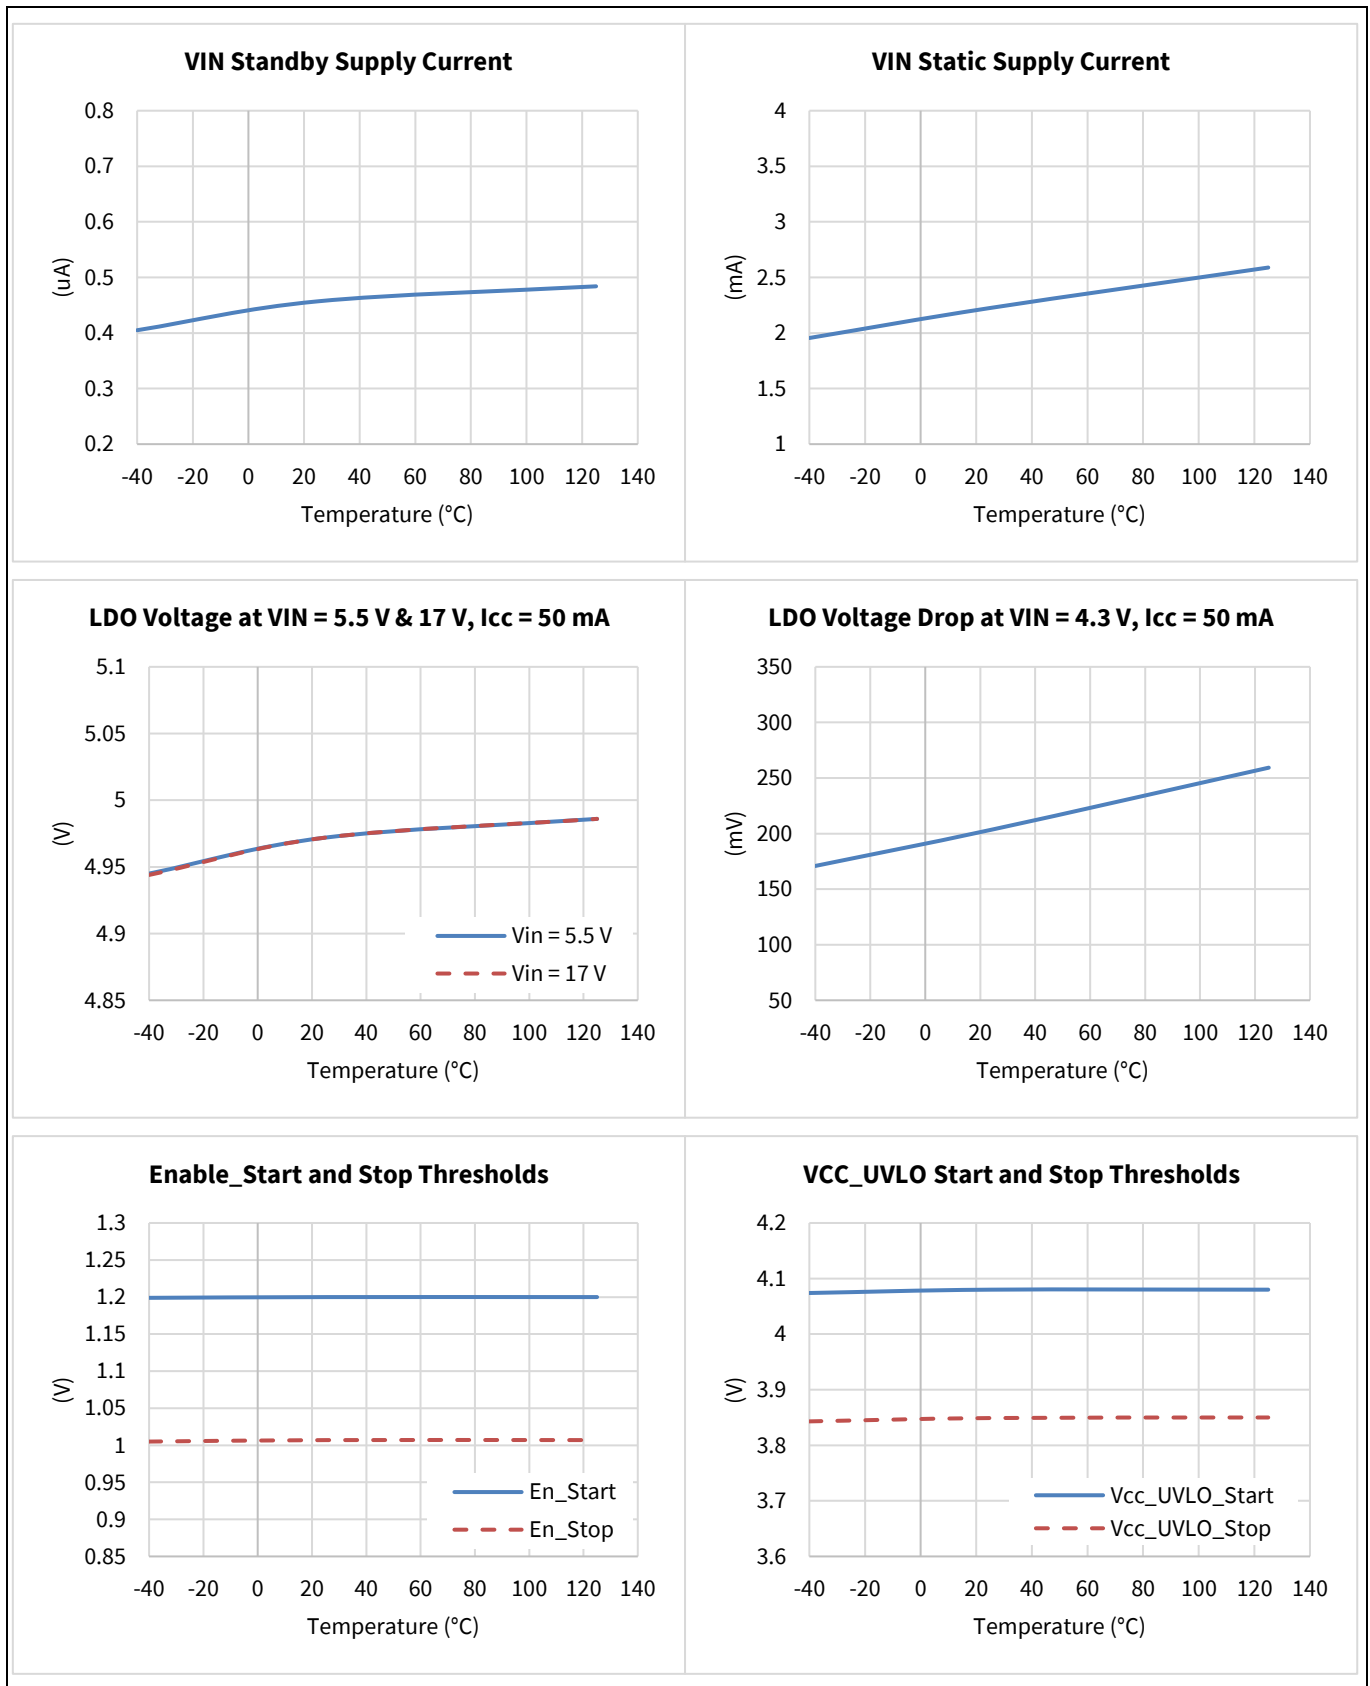 VIN Standby Supply Current
0.8
0.7
0.6
0.5
0.4
0.3
0.2
(uA)
-40 -20 0 20 40 60 80 100 120 140
Temperature (°C)
VIN Static Supply Current
4
3.5
3
2.5
2
1.5
1
(mA)
-40 -20 0 20 40 60 80 100 120 140
Temperature (°C)
LDO Voltage at VIN = 5.5 V & 17 V, Icc = 50 mA
5.1
5.05
5
4.95
4.9
4.85
(V)
Vin = 5.5 V
Vin = 17 V
-40 -20 0 20 40 60 80 100 120 140
Temperature (°C)
LDO Voltage Drop at VIN = 4.3 V, Icc = 50 mA
350
300
250
200
150
100
50
(mV)
-40 -20 0 20 40 60 80 100 120 140
Temperature (°C)
Enable_Start and Stop Thresholds
1.3
1.25
1.2
1.15
1.1
1.05
1
0.95
0.9
0.85
(V)
En_Start
En_Stop
-40 -20 0 20 40 60 80 100 120 140
Temperature (°C)
VCC_UVLO Start and Stop Thresholds
4.2
4.1
4
3.9
3.8
3.7
3.6
(V)
Vcc_UVLO_Start
Vcc_UVLO_Stop
-40 -20 0 20 40 60 80 100 120 140
Temperature (°C)